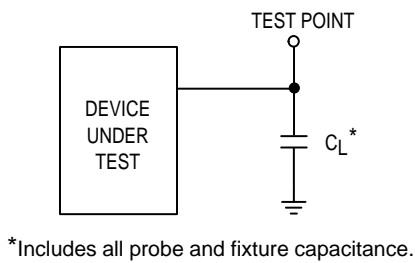 TEST POINT
DEVICE
UNDER
TEST
CL*
*Includes all probe and fixture capacitance.